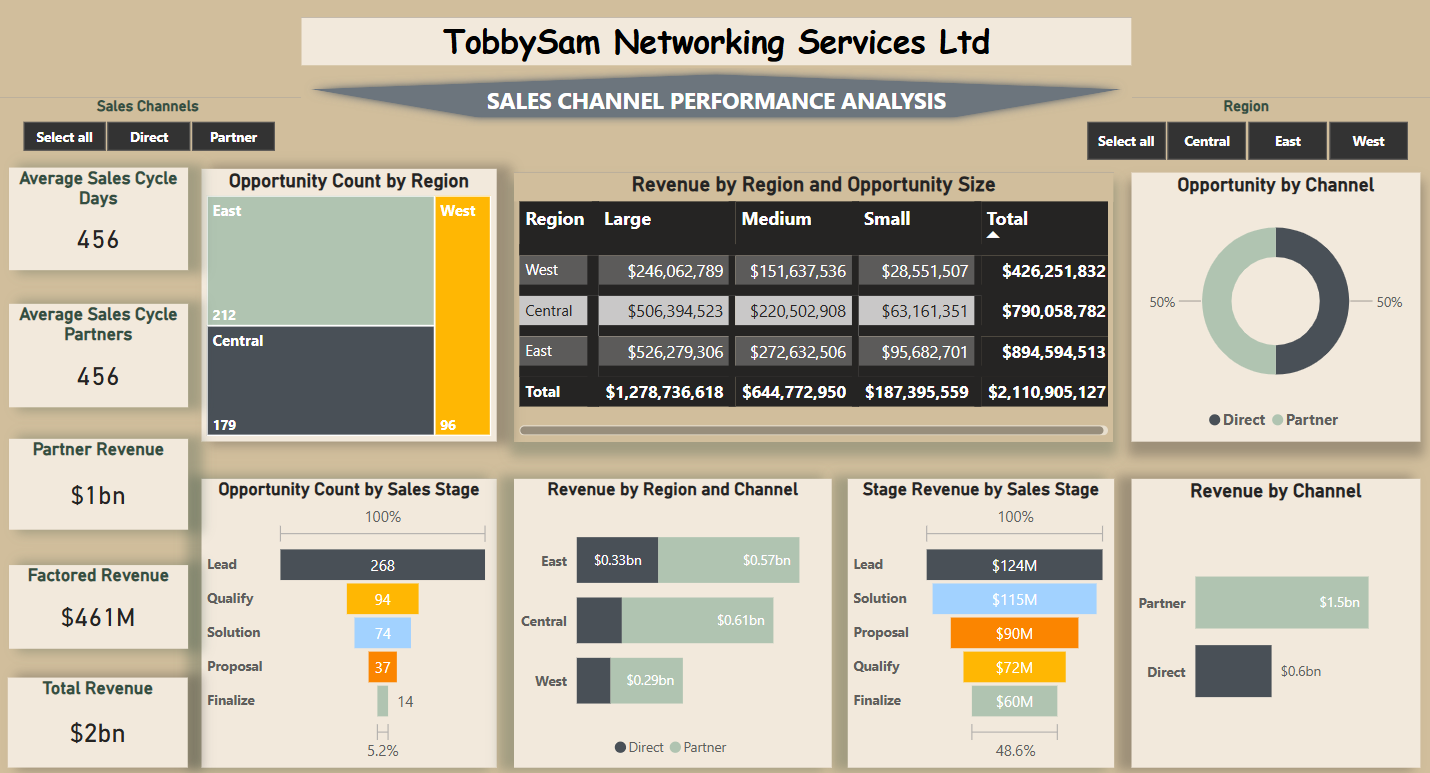 TobbySam Networking Services Ltd
SALES CHANNEL PERFORMANCE ANALYSIS
Sales Channels
Select all Direct Partner
Region
Select all Central East West
Average Sales Cycle
Days
456
Average Sales Cycle
Partners
456
Partner Revenue
$1bn
Factored Revenue
$461M
Total Revenue
$2bn
Opportunity Count by Region
East
212
Central
179
West
96
Revenue by Region and Opportunity Size
Region Large Medium Small Total
West $246,062,789 $151,637,536 $28,551,507 $426,251,832
Central $506,394,523 $220,502,908 $63,161,351 $790,058,782
East $526,279,306 $272,632,506 $95,682,701 $894,594,513
Total $1,278,736,618 $644,772,950 $187,395,559 $2,110,905,127
Opportunity by Channel
50% 50%
Direct Partner
Opportunity Count by Sales Stage
100%
Lead 268
Qualify 94
Solution 74
Proposal 37
Finalize 14
5.2%
Revenue by Region and Channel
East $0.33bn $0.57bn
Central $0.61bn
West $0.29bn
Direct Partner
Stage Revenue by Sales Stage
100%
Lead $124M
Solution $115M
Proposal $90M
Qualify $72M
Finalize $60M
48.6%
Revenue by Channel
Partner $1.5bn
Direct $0.6bn